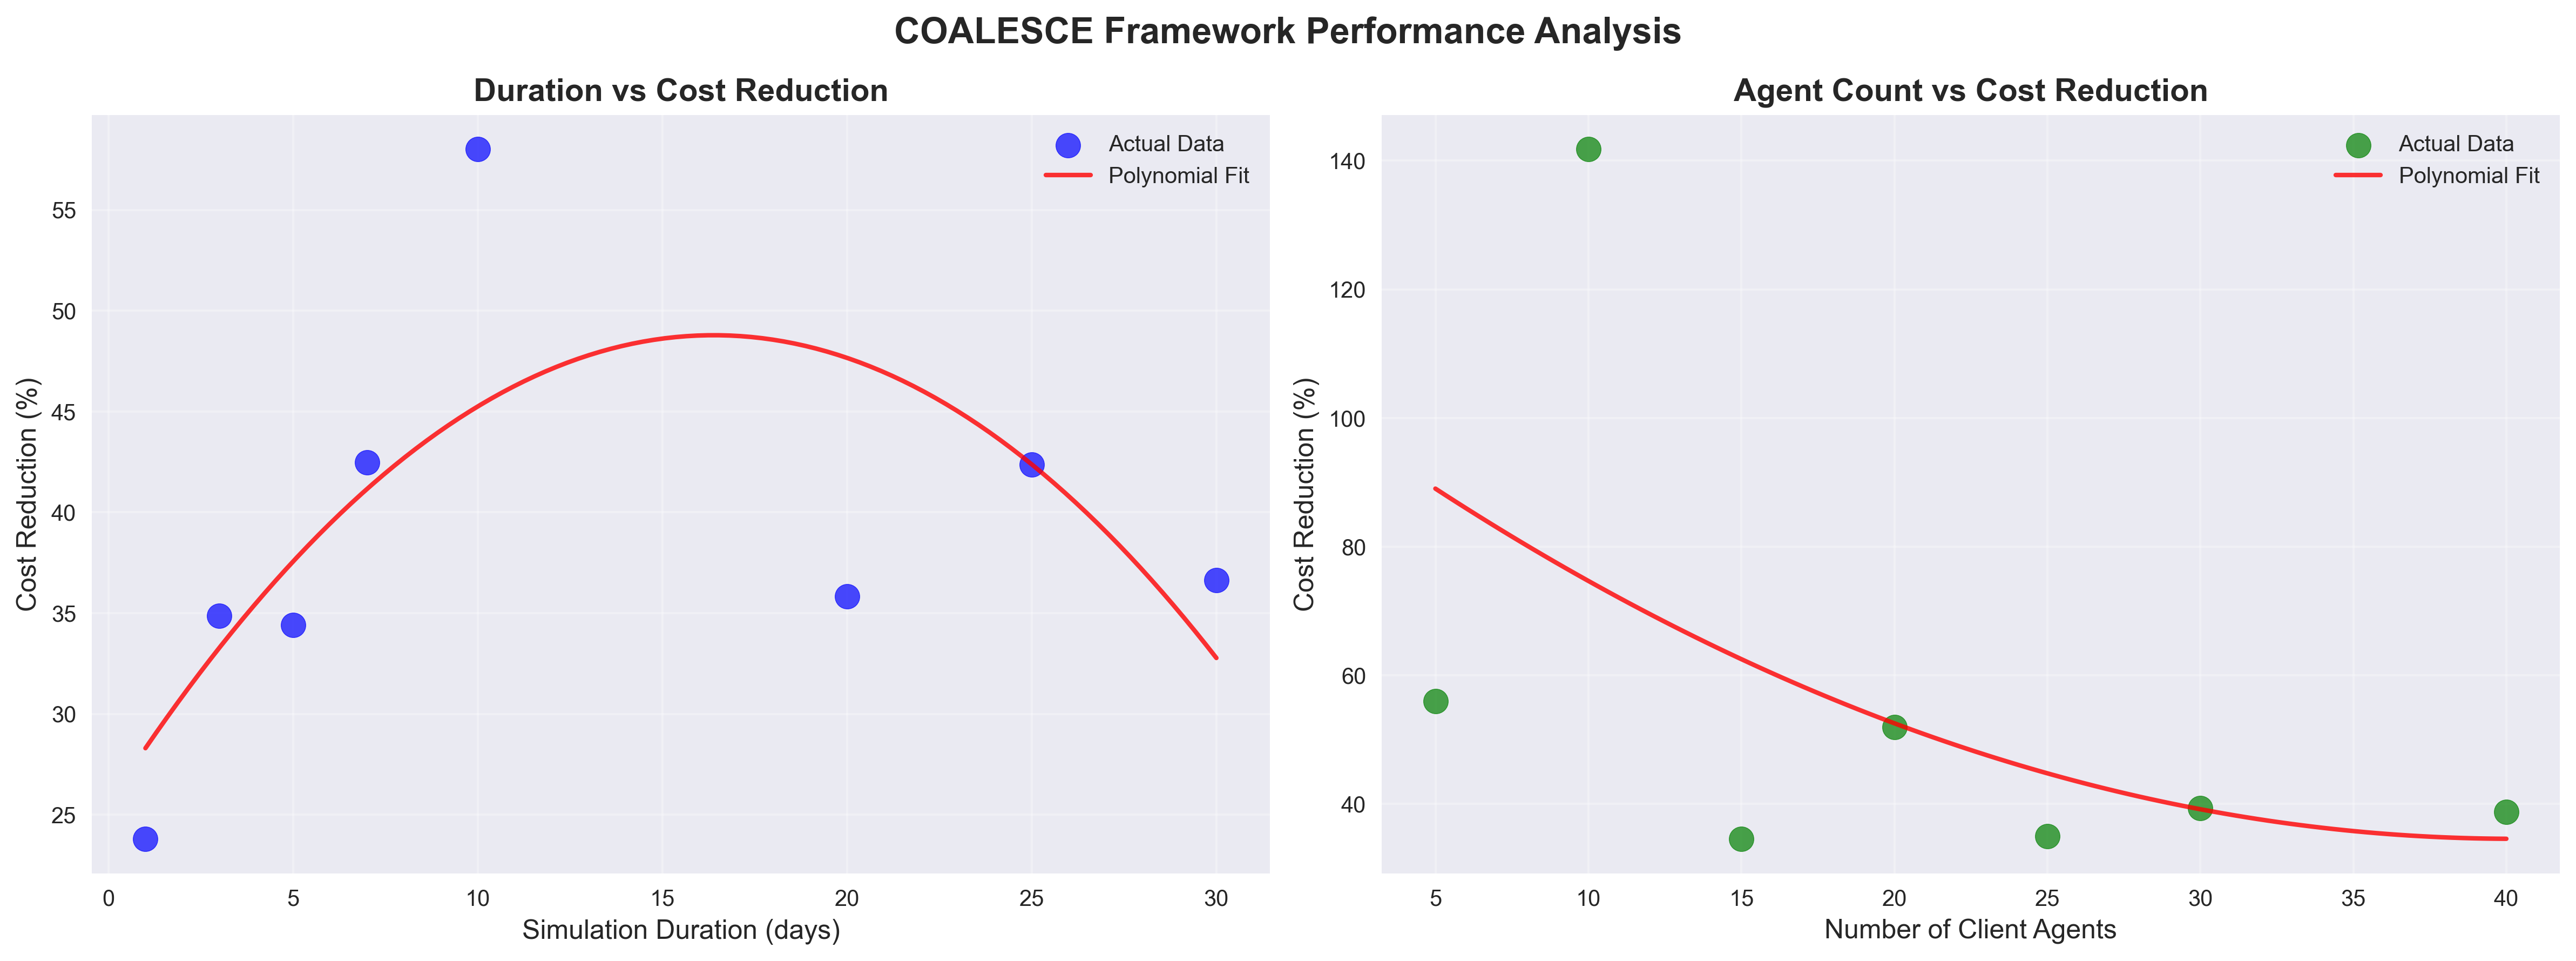 COALESCE Framework Performance Analysis
Duration vs Cost Reduction
Actual Data
Polynomial Fit
55
50
45
40
35
30
25
Cost Reduction (%)
0 5 10 15 20 25 30
Simulation Duration (days)
Agent Count vs Cost Reduction
Actual Data
Polynomial Fit
140
120
100
80
60
40
Cost Reduction (%)
5 10 15 20 25 30 35 40
Number of Client Agents